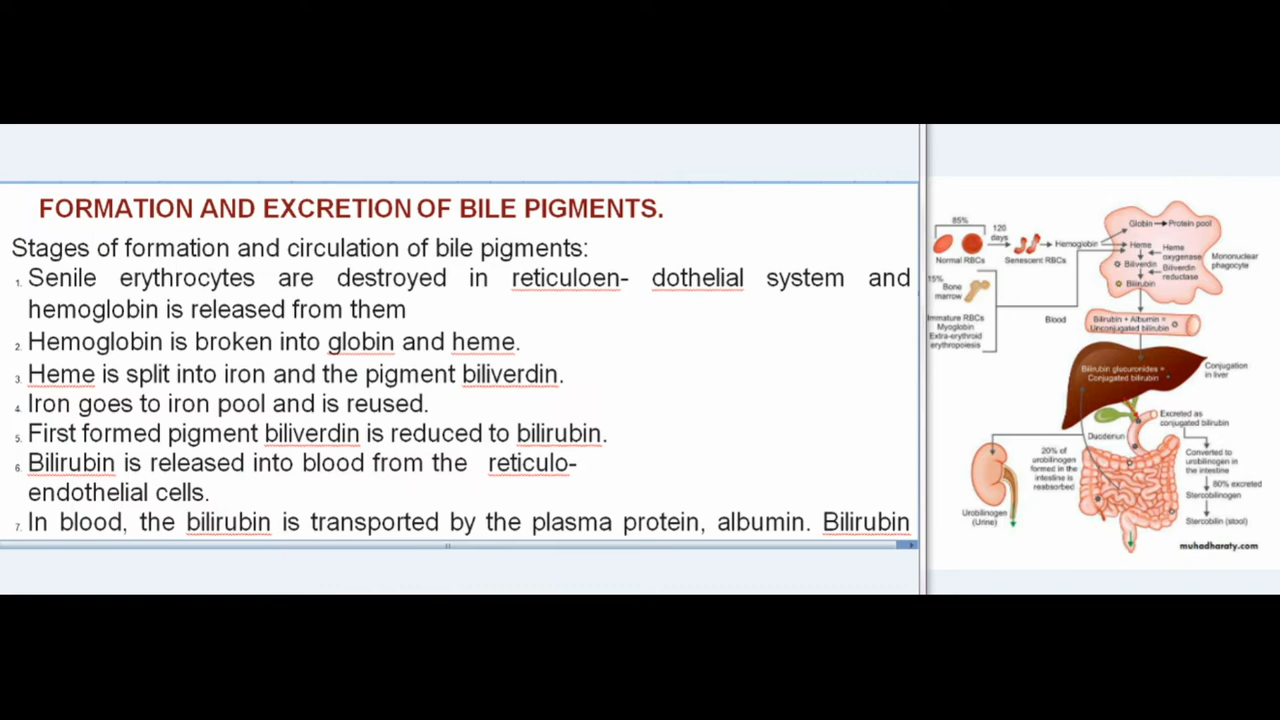 FORMATION AND EXCRETION OF BILE PIGMENTS.
Stages of formation and circulation of bile pigments:
1. Senile erythrocytes are destroyed in reticuloen- dothelial system and
hemoglobin is released from them
2. Hemoglobin is broken into globin and heme.
3. Heme is split into iron and the pigment biliverdin.
4. Iron goes to iron pool and is reused.
5. First formed pigment biliverdin is reduced to bilirubin.
6. Bilirubin is released into blood from the reticulo-
endothelial cells.
7. In blood, the bilirubin is transported by the plasma protein, albumin. Bilirubin
85%
120
days
Normal RBCs
Senescent RBCs
Hemoglobin
Globin
Protein pool
Heme
Heme
oxygenase
Biliverdin
Biliverdin
reductase
Bilirubin
Mononuclear
phagocyte
15%
Bone
marrow
Immature RBCs
Myoglobin
Extra-erythroid
erythropoiesis
Blood
Bilirubin + Albumin =
Unconjugated bilirubin
Bilirubin glucuronides =
Conjugated bilirubin
Conjugation
in liver
Excreted as
conjugated bilirubin
Duodenun
20% of
urobilinogen
formed in the
intestine is
reabsorbed
Converted to
urobilinogen in
the intestine
80% excreted
Stercobilinogen
Stercobilin (stool)
Urobilinogen
(Urine)
muhadharaty.com